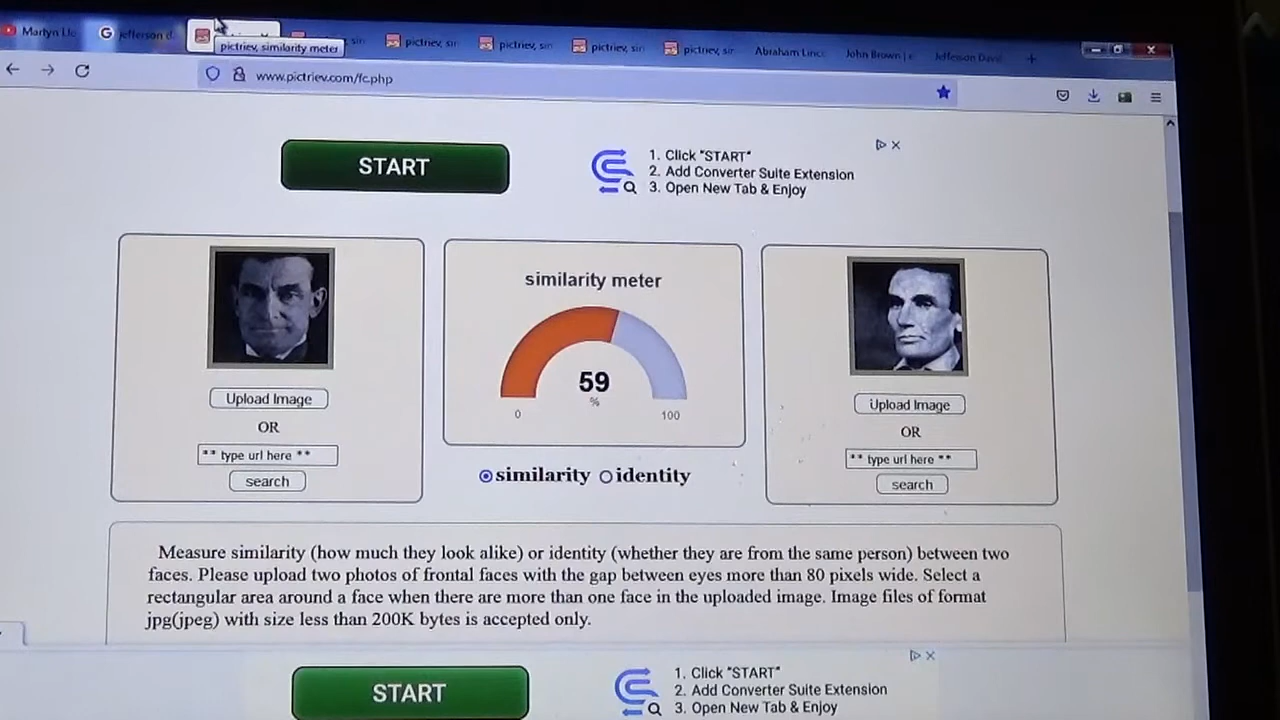 Martyn Lle
jefferson d
sin
pictriev, sir
pictriev, sin
pictriev, sin
pictriev, sir
Abraham Linc
John Brown | e
Jefferson Davi
pictriev, similarity meter
www.pictriev.com/fc.php
START
1. Click "START"
2. Add Converter Suite Extension
3. Open New Tab & Enjoy
similarity meter
59
%
0
100
Upload Image
OR
** type url here **
search
Upload Image
OR
** type url here **
search
similarity identity
Measure similarity (how much they look alike) or identity (whether they are from the same person) between two
faces. Please upload two photos of frontal faces with the gap between eyes more than 80 pixels wide. Select a
rectangular area around a face when there are more than one face in the uploaded image. Image files of format
jpg(jpeg) with size less than 200K bytes is accepted only.
START
1. Click "START"
2. Add Converter Suite Extension
3. Open New Tab & Enjoy